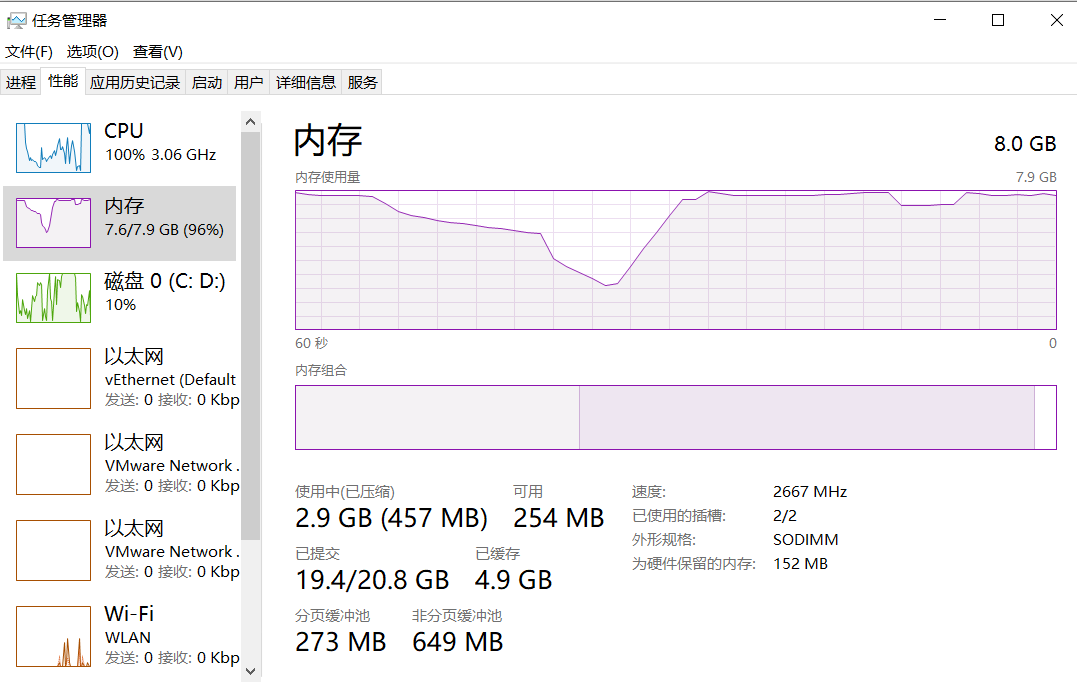 任务管理器
文件(F) 选项(O) 查看(V)
进程 性能 应用历史记录 启动 用户 详细信息 服务
CPU
100% 3.06 GHz
内存
7.6/7.9 GB (96%)
磁盘 0 (C: D:)
10%
以太网
vEthernet (Default
发送: 0 接收: 0 Kbp
以太网
VMware Network .
发送: 0 接收: 0 Kbp
以太网
VMware Network .
发送: 0 接收: 0 Kbp
Wi-Fi
WLAN
发送: 0 接收: 0 Kbp
内存 8.0 GB
内存使用量 7.9 GB
60 秒 0
内存组合
使用中(已压缩) 可用
2.9 GB (457 MB) 254 MB
已提交 已缓存
19.4/20.8 GB 4.9 GB
分页缓冲池 非分页缓冲池
273 MB 649 MB
速度: 2667 MHz
已使用的插槽: 2/2
外形规格: SODIMM
为硬件保留的内存: 152 MB